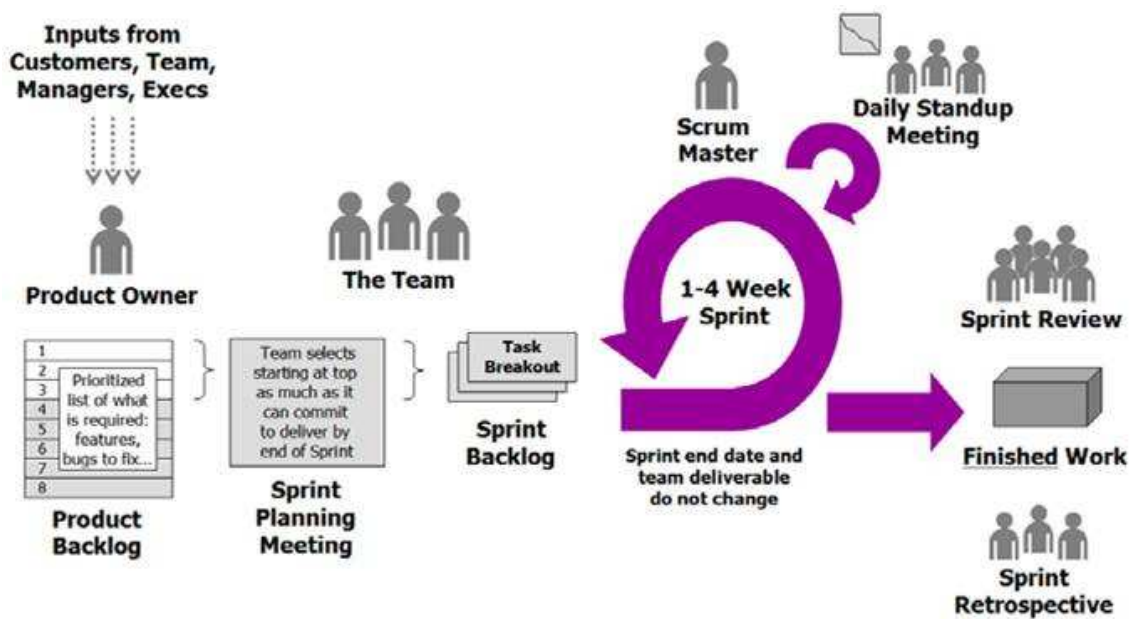 Inputs from
Customers, Team,
Managers, Execs
Product Owner
The Team
Scrum
Master
Daily Standup
Meeting
1
2
3
4
5
6
7
8
Prioritized
list of what
is required:
features,
bugs to fix...
Product
Backlog
Team selects
starting at top
as much as it
can commit
to deliver by
end of Sprint
Sprint
Planning
Meeting
Task
Breakout
Sprint
Backlog
1-4 Week
Sprint
Sprint end date and
team deliverable
do not change
Sprint Review
Finished Work
Sprint
Retrospective